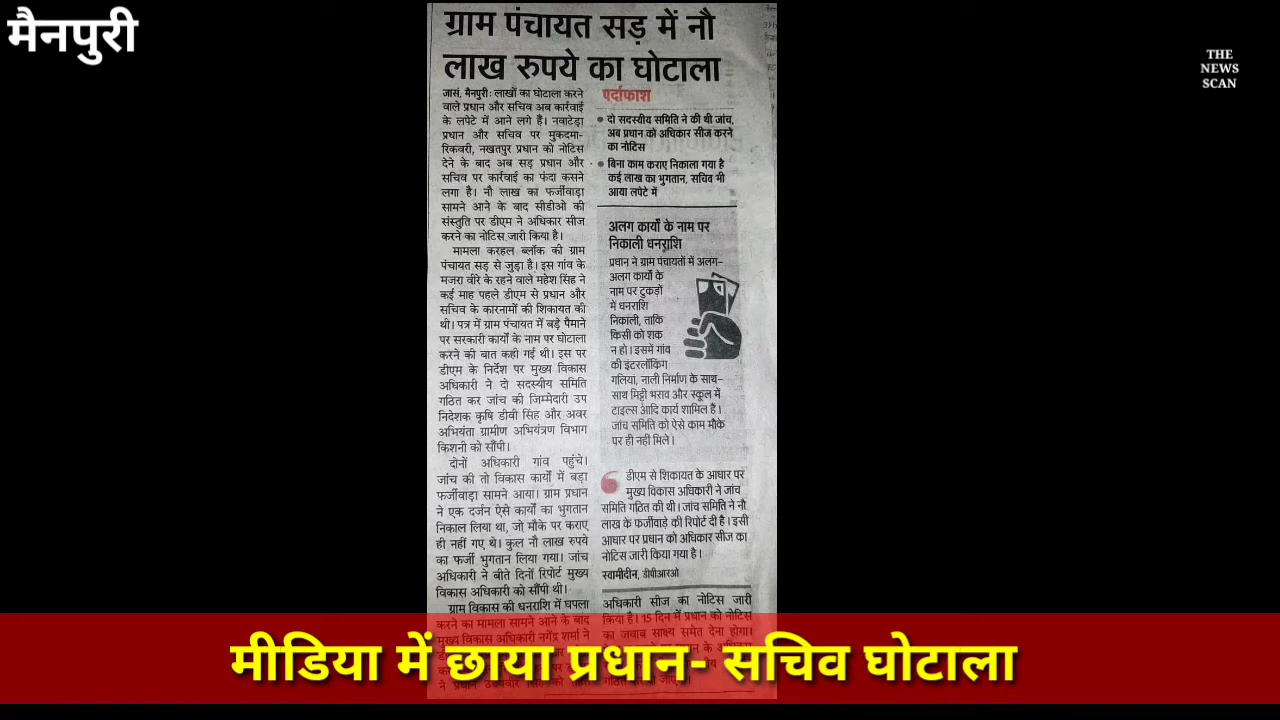 मैनपुरी
THE
NEWS
SCAN
ग्राम पंचायत सड़ में नौ
लाख रुपये का घोटाला
जासं, मैनपुरी: लाखों का घोटाला करने
वाले प्रधान और सचिव अब कार्रवाई
के लपेटे में आने लगे हैं। नवाटेड़ा
प्रधान और सचिव पर मुकदमा-
रिकवरी, नखतपुर प्रधान को नोटिस
देने के बाद अब सड़ प्रधान और
सचिव पर कार्रवाई का फंदा कसने
लगा है। नौ लाख का फर्जीवाड़ा
सामने आने के बाद सीडीओ की
संस्तुति पर डीएम ने अधिकार सीज
करने का नोटिस जारी किया है।
मामला करहल ब्लॉक की ग्राम
पंचायत सड़ से जुड़ा है। इस गांव के
मजरा वीरे के रहने वाले महेश सिंह ने
कई माह पहले डीएम से प्रधान और
सचिव के कारनामों की शिकायत की
थी। पत्र में ग्राम पंचायत में बड़े पैमाने
पर सरकारी कार्यों के नाम पर घोटाला
करने की बात कही गई थी। इस पर
डीएम के निर्देश पर मुख्य विकास
अधिकारी ने दो सदस्यीय समिति
गठित कर जांच की जिम्मेदारी उप
निदेशक कृषि डीवी सिंह और अवर
अभियंता ग्रामीण अभियंत्रण विभाग
किशनी को सौंपी।
दोनों अधिकारी गांव पहुंचे।
जांच की तो विकास कार्यों में बड़ा
फर्जीवाड़ा सामने आया। ग्राम प्रधान
ने एक दर्जन ऐसे कार्यों का भुगतान
निकाल लिया था, जो मौके पर कराए
ही नहीं गए थे। कुल नौ लाख रुपये
का फर्जी भुगतान लिया गया। जांच
अधिकारी ने बीते दिनों रिपोर्ट मुख्य
विकास अधिकारी को सौंपी थी।
ग्राम विकास की धनराशि में घपला
करने का मामला सामने आने के बाद
मुख्य विकास अधिकारी नगेंद्र शर्मा ने
पर्दाफाश
● दो सदस्यीय समिति ने की थी जांच,
अब प्रधान को अधिकार सीज करने
का नोटिस
● बिना काम कराए निकाला गया है
कई लाख का भुगतान, सचिव भी
आया लपेटे में
अलग कार्यों के नाम पर
निकाली धनराशि
प्रधान ने ग्राम पंचायतों में अलग-
अलग कार्यों के
नाम पर टुकड़ों
में धनराशि
निकाली, ताकि
किसी को शक
न हो। इसमें गांव
की इंटरलॉकिंग
गलियां, नाली निर्माण के साथ-
साथ मिट्टी भराव और स्कूल में
टाइल्स आदि कार्य शामिल हैं।
जांच समिति को ऐसे काम मौके
पर ही नहीं मिले।
डीएम से शिकायत के आधार पर
मुख्य विकास अधिकारी ने जांच
समिति गठित की थी। जांच समिति ने नौ
लाख के फर्जीवाड़े की रिपोर्ट दी है। इसी
आधार पर प्रधान को अधिकार सीज का
नोटिस जारी किया गया है।
स्वामीदीन, डीपीआरओ
अधिकारी सीज का नोटिस जारी
किया है। 15 दिन में प्रधान को नोटिस
का जवाब साक्ष्य समेत देना होगा।
मीडिया में छाया प्रधान- सचिव घोटाला